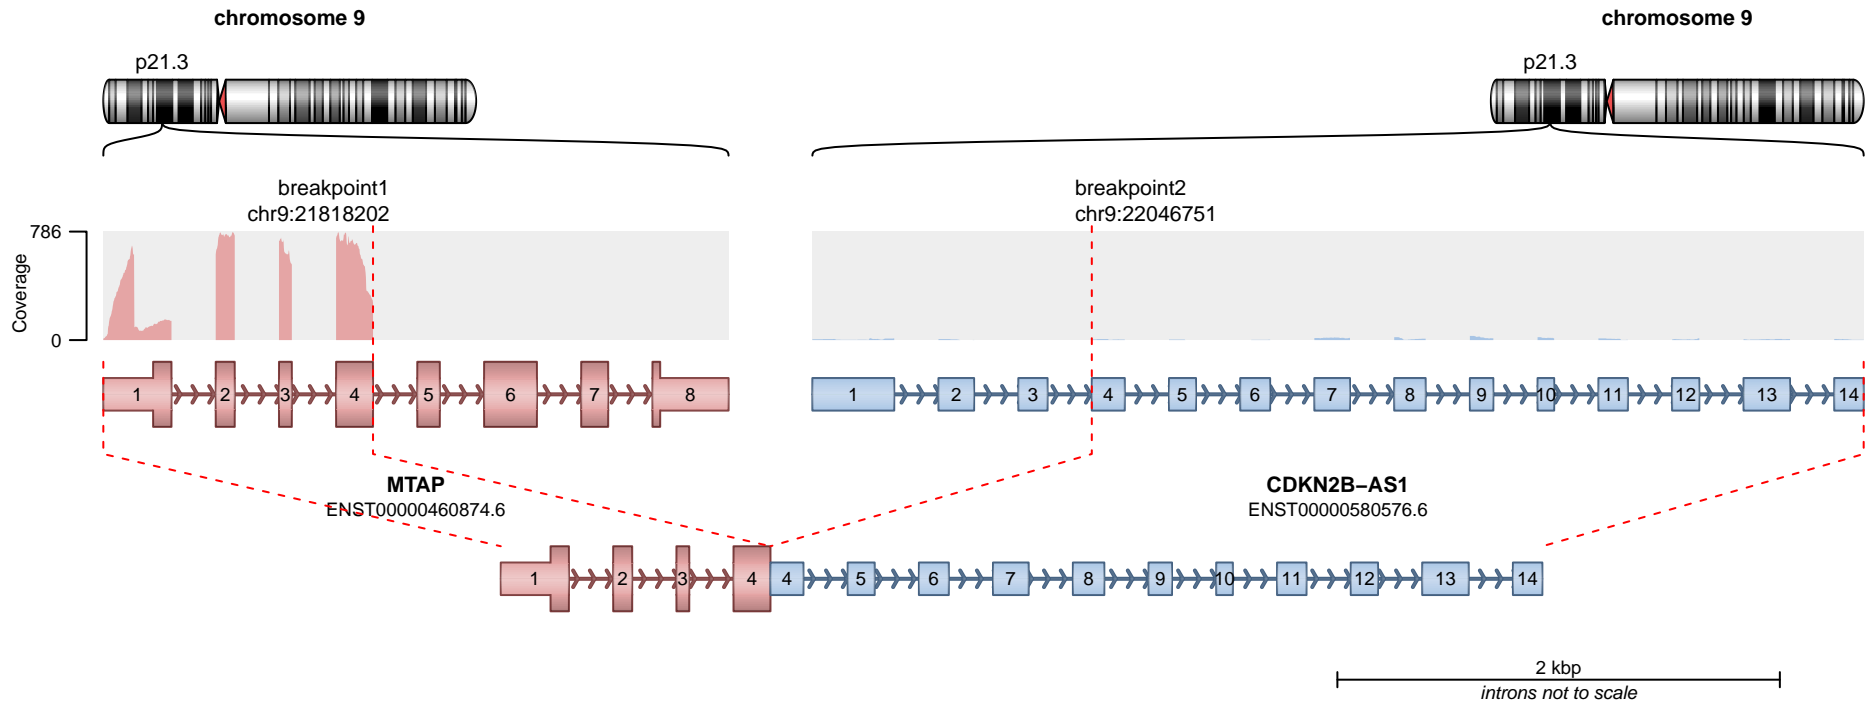 chromosome 9
chromosome 9
p21.3
p21.3
breakpoint1
chr9:21818202
breakpoint2
chr9:22046751
786
Coverage
0
1 2 3 4 5 6 7 8
1 2 3 4 5 6 7 8 9 10 11 12 13 14
MTAP
ENST00000460874.6
CDKN2B−AS1
ENST00000580576.6
1 2 3 4 4 5 6 7 8 9 10 11 12 13 14
2 kbp
introns not to scale